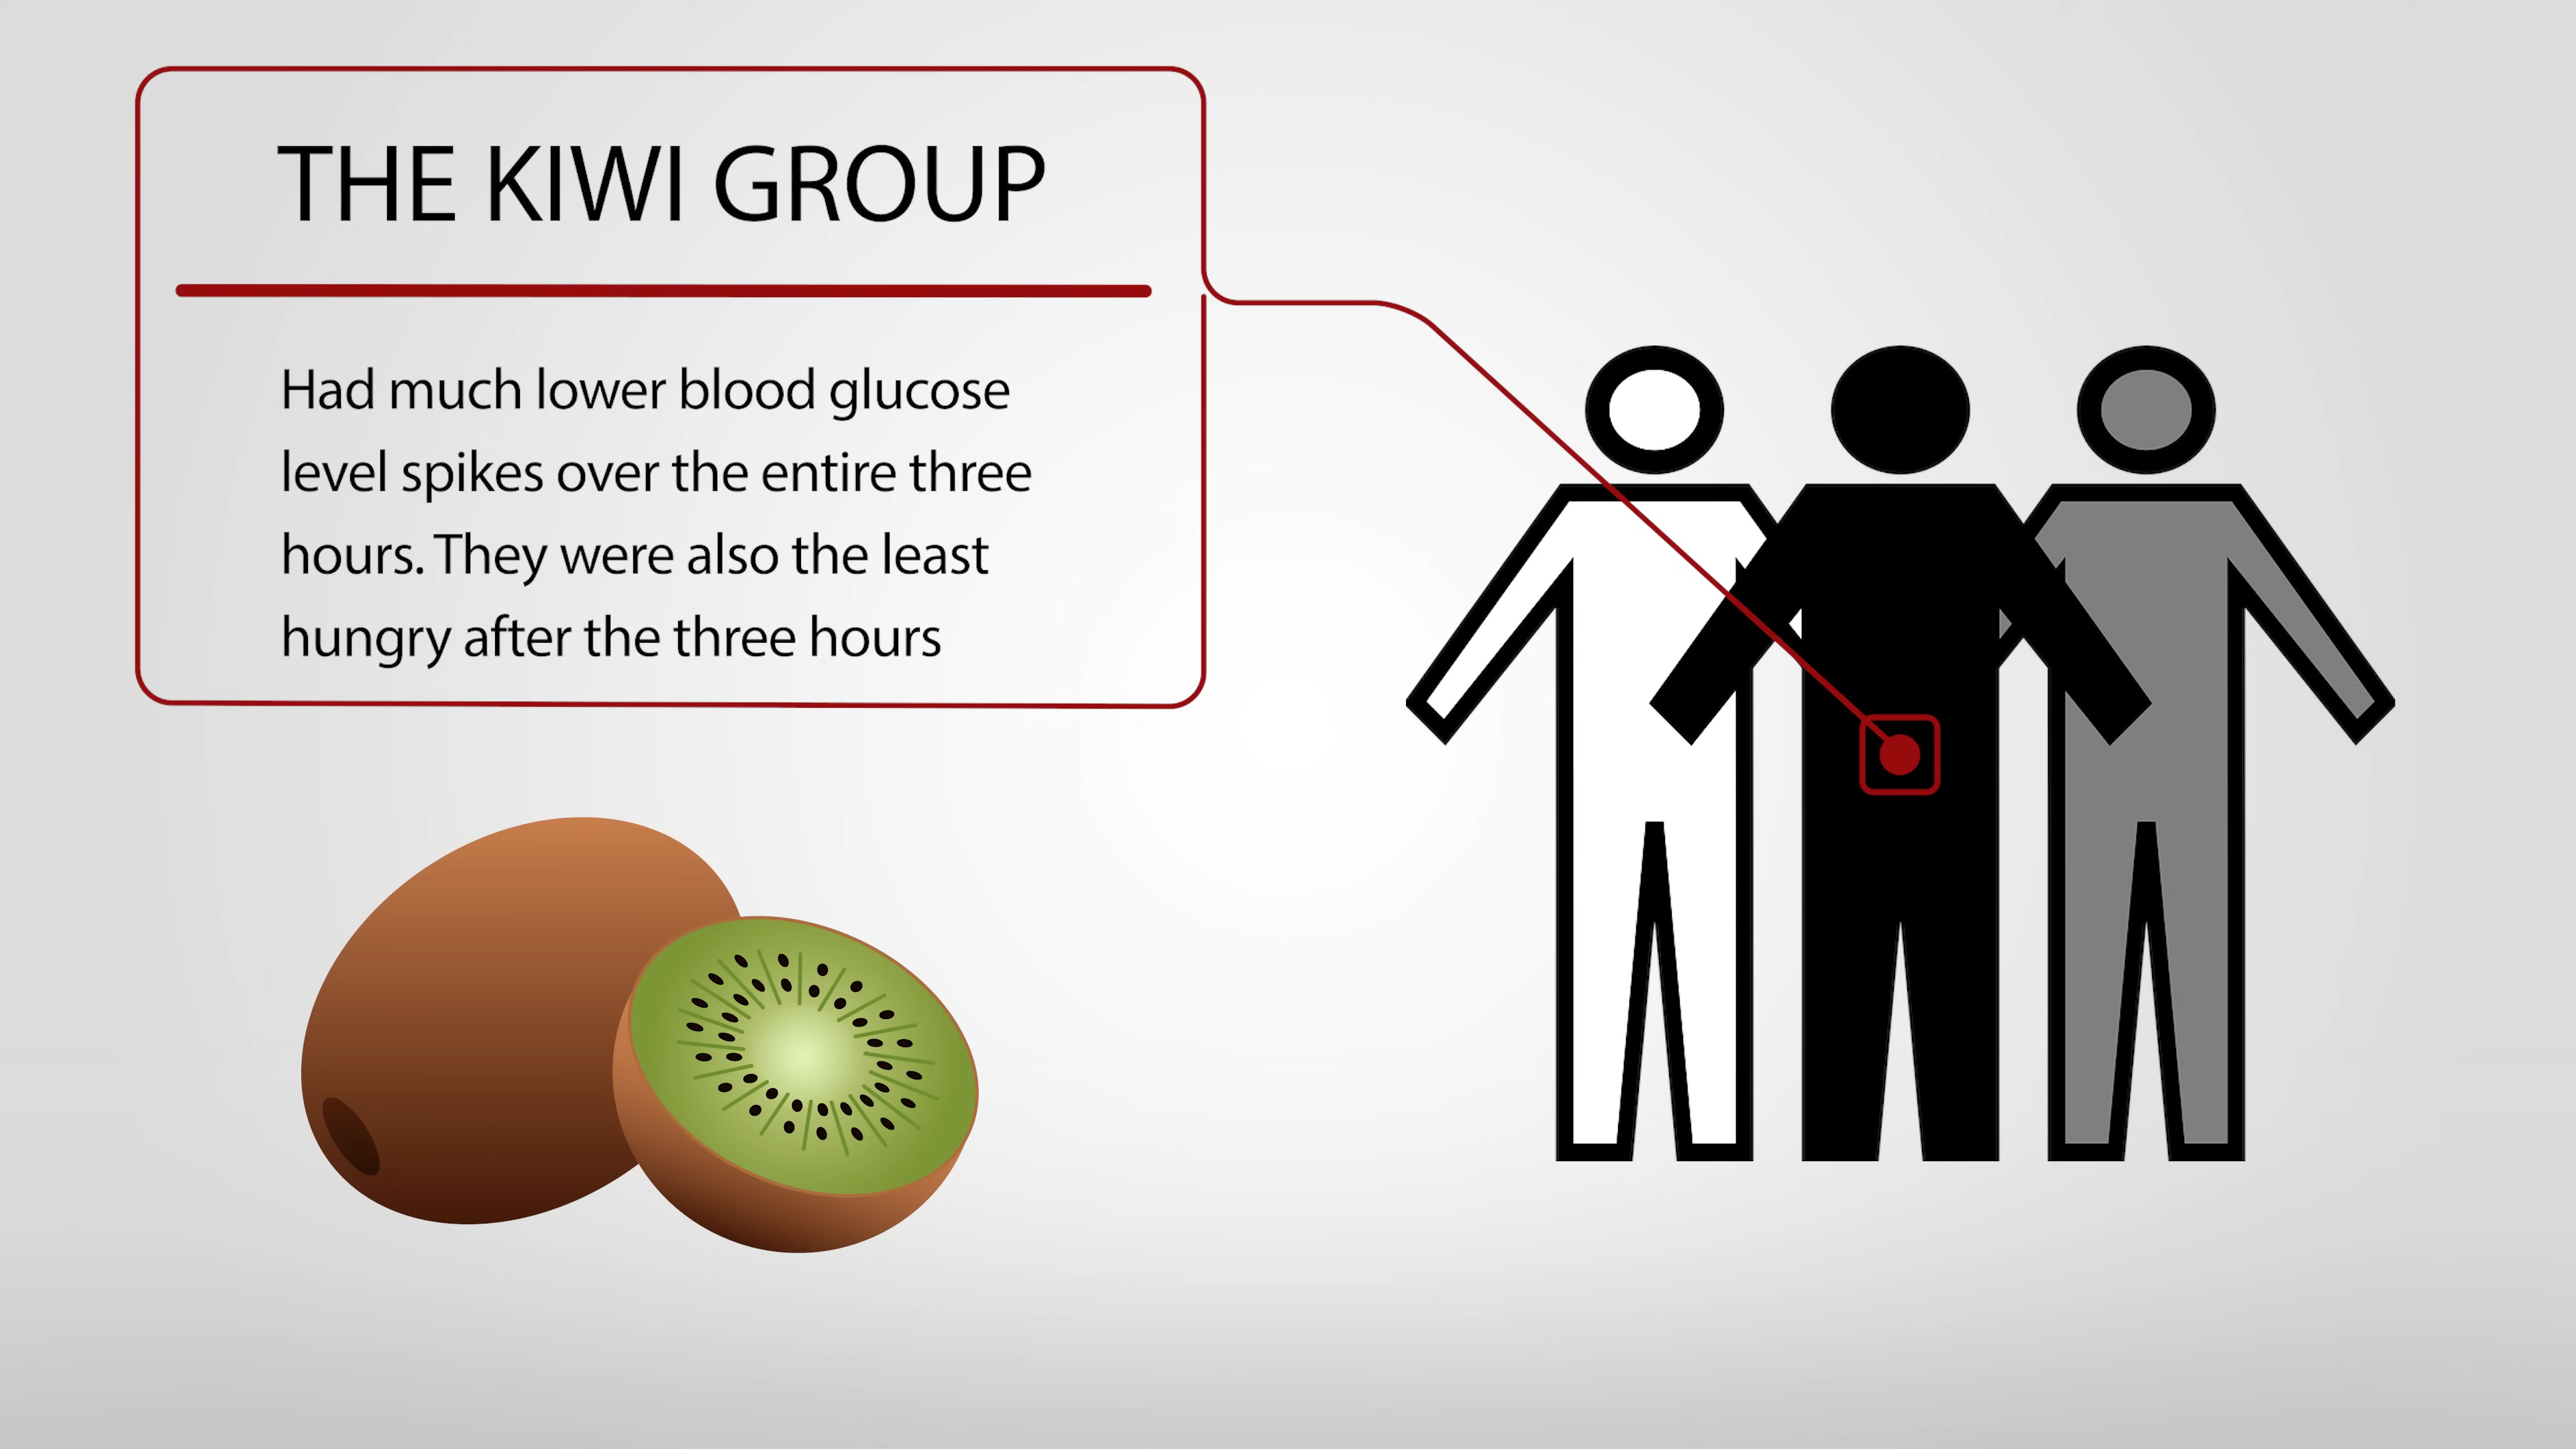 THE KIWI GROUP
Had much lower blood glucose
level spikes over the entire three
hours. They were also the least
hungry after the three hours